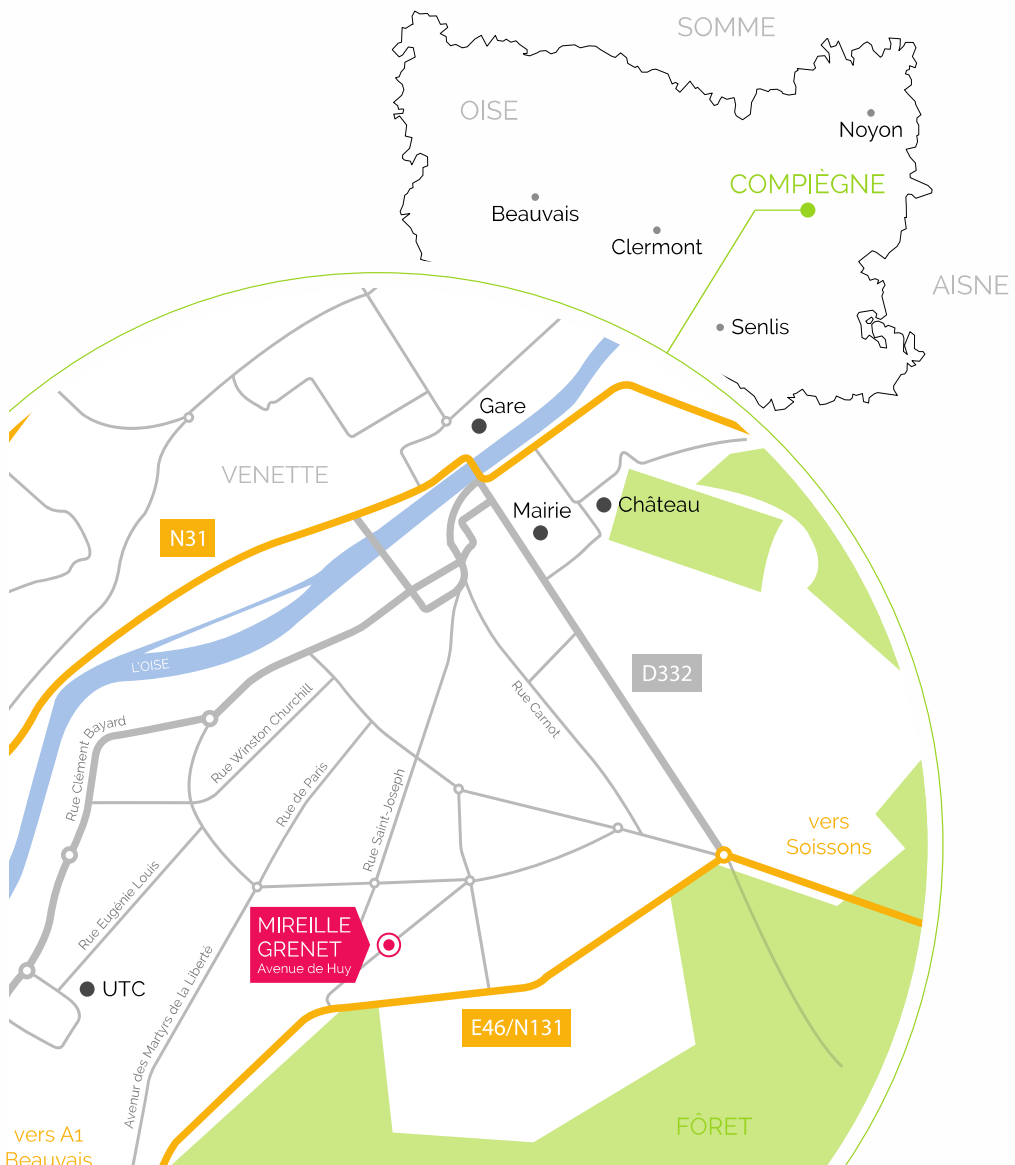 SOMME
OISE
Noyon
COMPIÈGNE
Beauvais
Clermont
AISNE
Senlis
Gare
VENETTE
Mairie
Château
N31
L'OISE
D332
Rue Carnot
Rue Clément Bayard
Rue Winston Churchill
Rue de Paris
Rue Saint-Joseph
vers
Soissons
Rue Eugénie Louis
MIREILLE
GRENET
Avenue de Huy
UTC
Avenur des Martyrs de la Liberté
E46/N131
FÔRET
vers A1
Beauvais